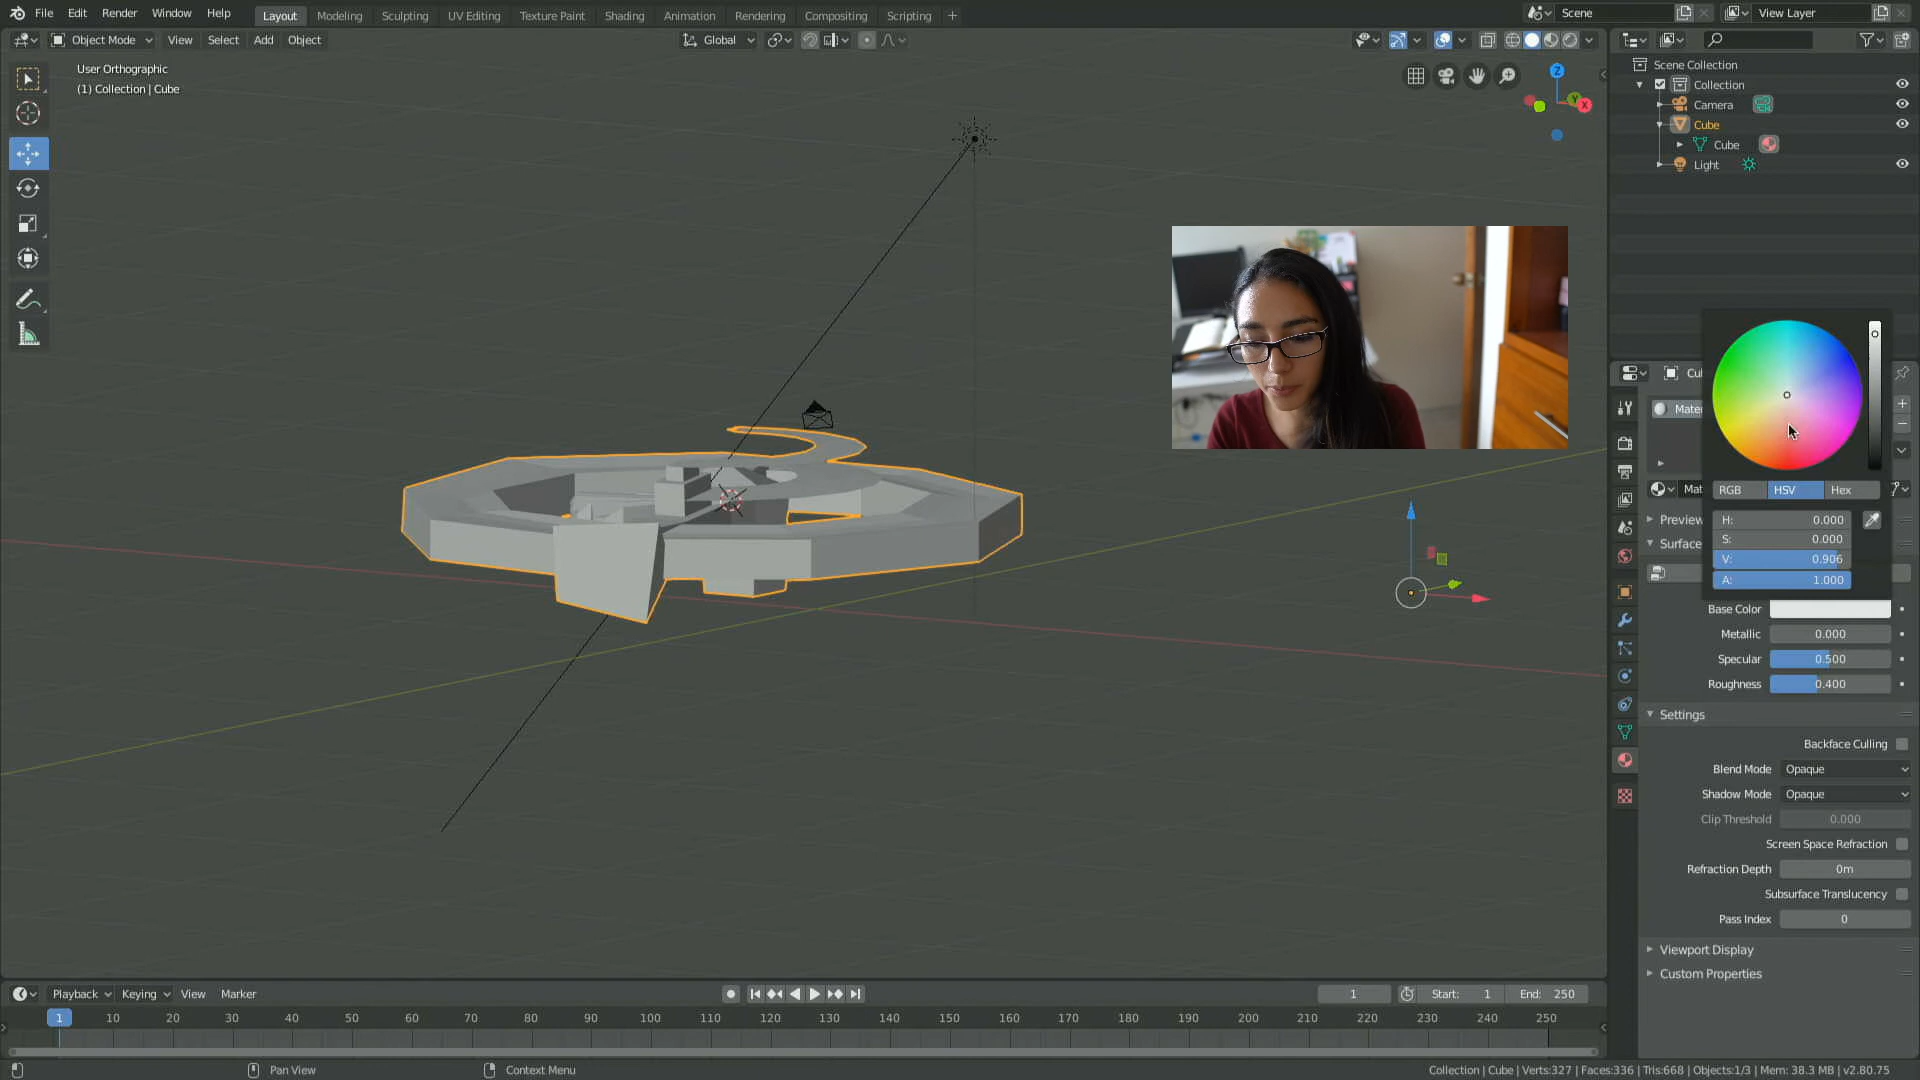 File Edit Render Window Help Layout Modeling Sculpting UV Editing Texture Paint Shading Animation Rendering Compositing Scripting + Scene View Layer
Object Mode View Select Add Object Global
User Orthographic
(1) Collection | Cube
Z
Y
X
Scene Collection
Collection
Camera
Cube
Cube
Light
Cu
Mate
RGB HSV Hex
Mat
Preview
H: 0.000
S: 0.000
Surface
V: 0.906
A: 1.000
Base Color
Metallic 0.000
Specular 0.500
Roughness 0.400
Settings
Backface Culling
Blend Mode Opaque
Shadow Mode Opaque
Clip Threshold 0.000
Screen Space Refraction
Refraction Depth 0m
Subsurface Translucency
Pass Index 0
Viewport Display
Custom Properties
Playback Keying View Marker 1 Start: 1 End: 250
1 10 20 30 40 50 60 70 80 90 100 110 120 130 140 150 160 170 180 190 200 210 220 230 240 250
Pan View Context Menu Collection | Cube | Verts:327 | Faces:336 | Tris:668 | Objects:1/3 | Mem: 38.3 MB | v2.80.75